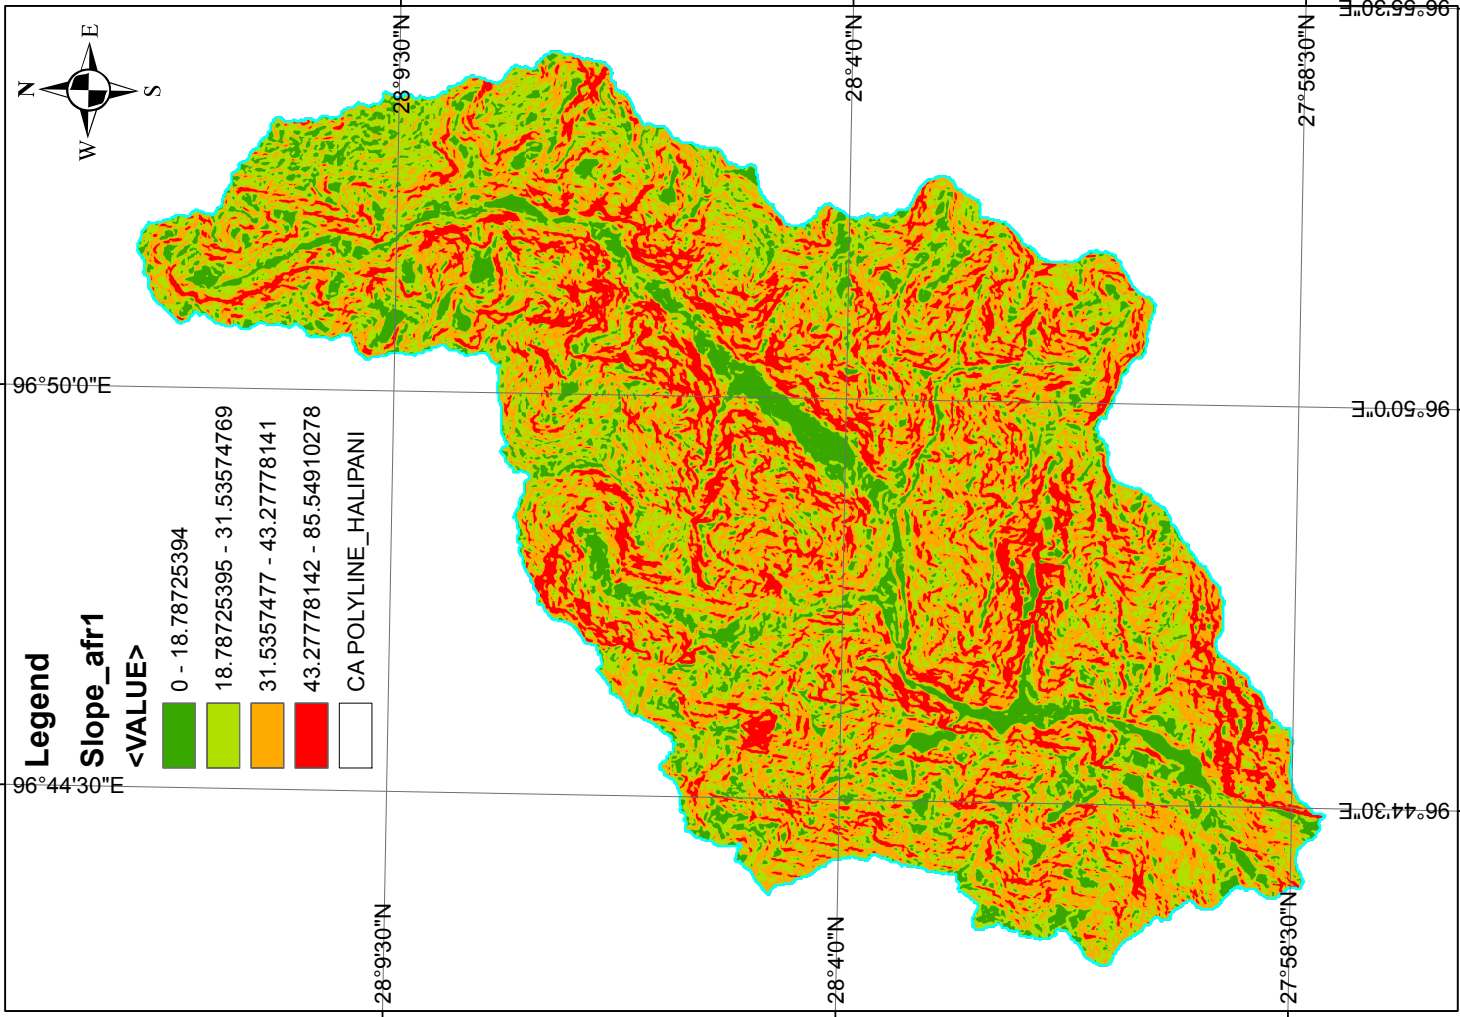 N
E
W
S
Legend
Slope_afr1
<VALUE>
0 - 18.78725394
18.78725395 - 31.53574769
31.5357477 - 43.27778141
43.27778142 - 85.54910278
CA POLYLINE_HALIPANI
28°9'30"N
28°4'0"N
27°58'30"N
96°55'30"E
96°50'0"E
96°50'0"E
96°44'30"E
96°44'30"E
28°9'30"N
28°4'0"N
27°58'30"N